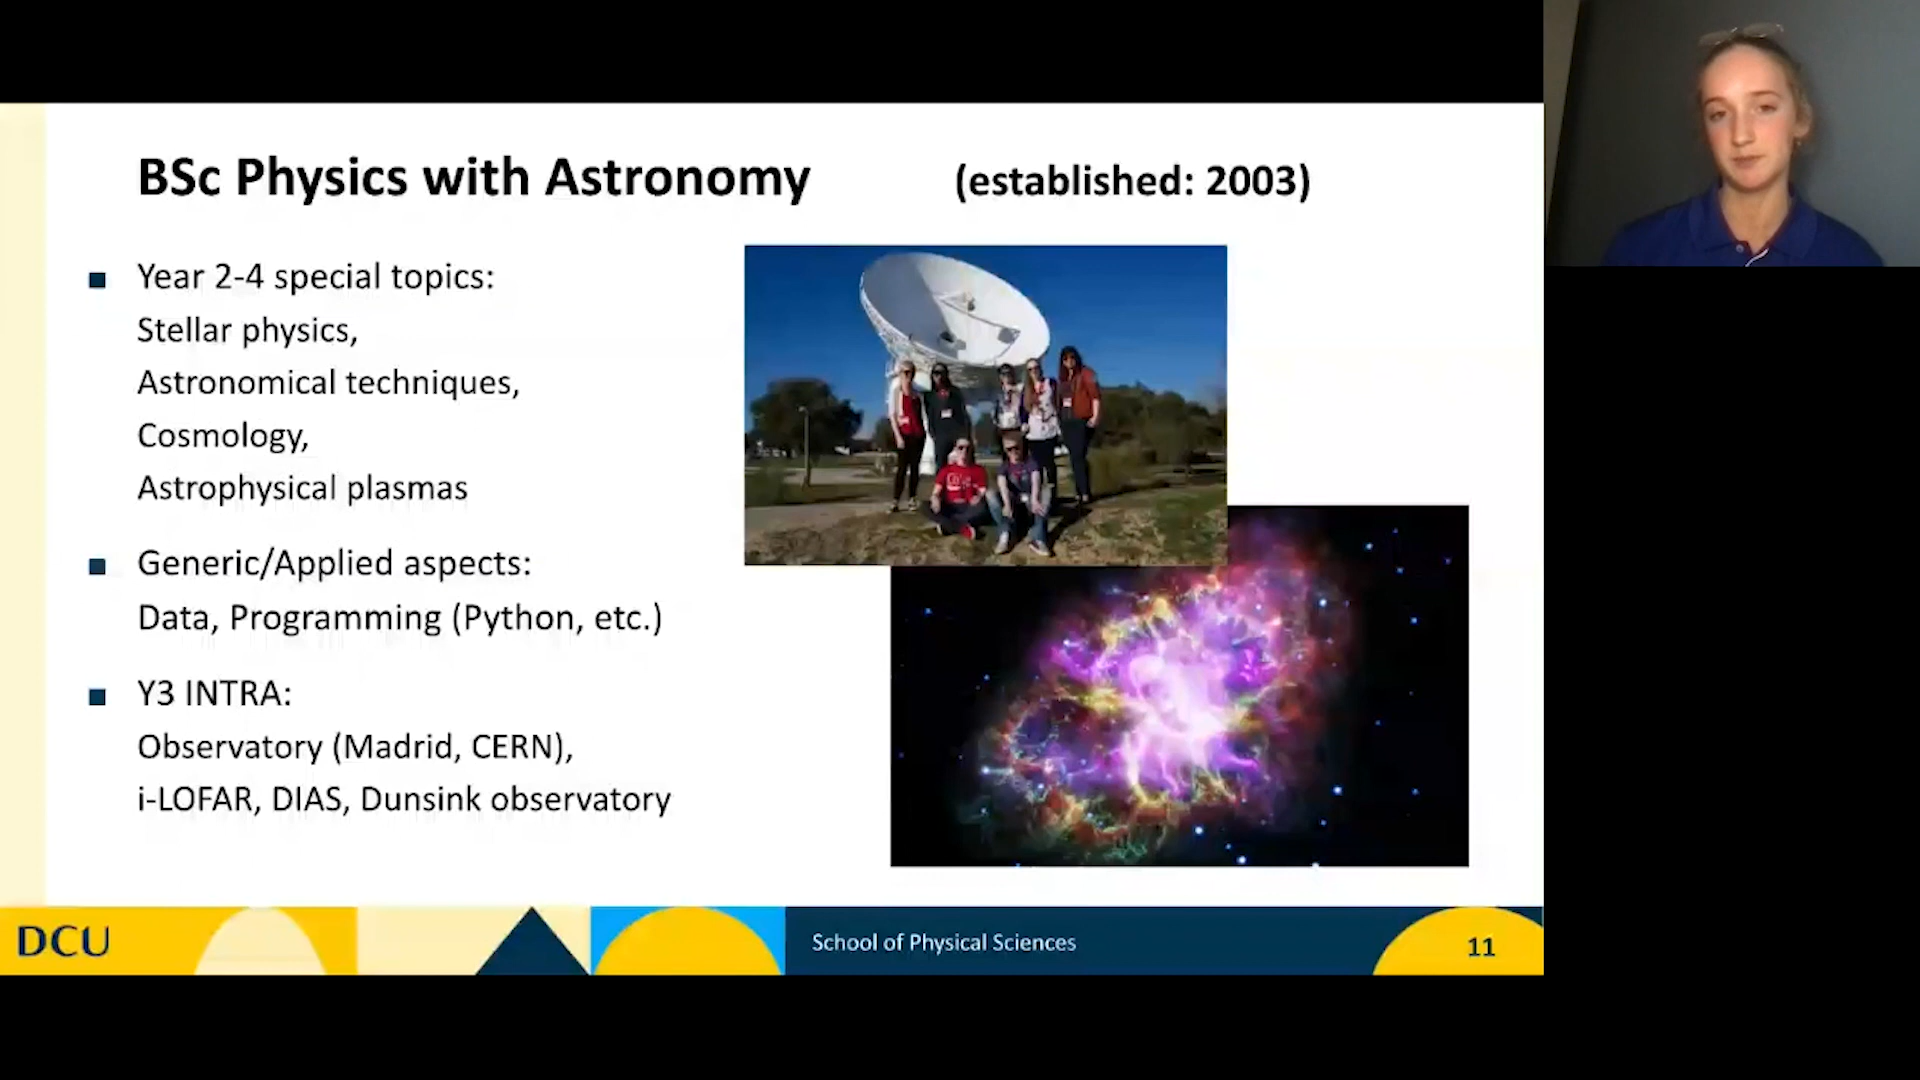 BSc Physics with Astronomy (established: 2003)
■ Year 2-4 special topics:
Stellar physics,
Astronomical techniques,
Cosmology,
Astrophysical plasmas
■ Generic/Applied aspects:
Data, Programming (Python, etc.)
■ Y3 INTRA:
Observatory (Madrid, CERN),
i-LOFAR, DIAS, Dunsink observatory
DCU
School of Physical Sciences
11